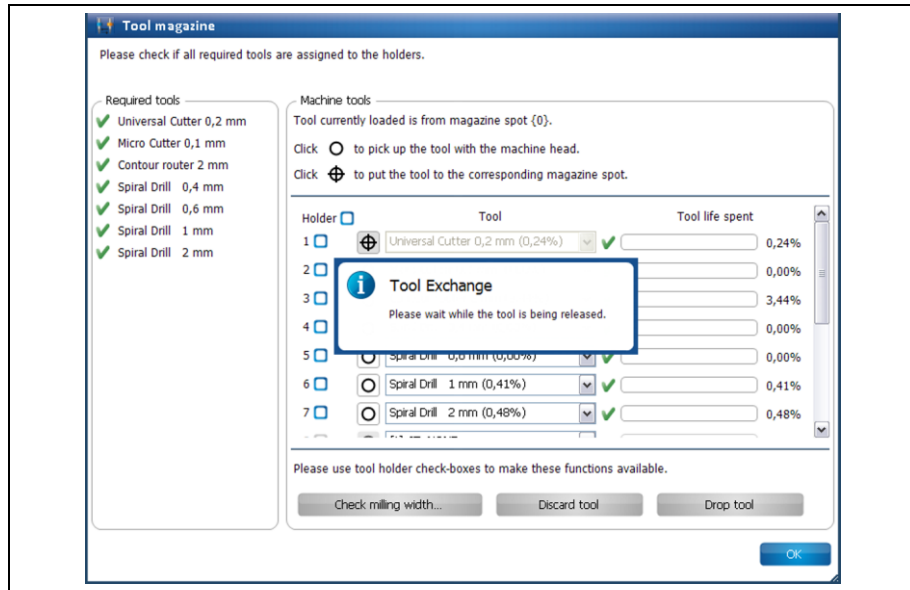 Tool magazine
Please check if all required tools are assigned to the holders.
Required tools
Universal Cutter 0,2 mm
Micro Cutter 0,1 mm
Contour router 2 mm
Spiral Drill 0,4 mm
Spiral Drill 0,6 mm
Spiral Drill 1 mm
Spiral Drill 2 mm
Machine tools
Tool currently loaded is from magazine spot {0}.
Click to pick up the tool with the machine head.
Click to put the tool to the corresponding magazine spot.
Holder Tool Tool life spent
1 Universal Cutter 0,2 mm (0,24%) 0,24%
2 0,00%
3 3,44%
4 0,00%
Tool Exchange
Please wait while the tool is being released.
5 Spiral Drill 0,6 mm (0,00%) 0,00%
6 Spiral Drill 1 mm (0,41%) 0,41%
7 Spiral Drill 2 mm (0,48%) 0,48%
Please use tool holder check-boxes to make these functions available.
Check milling width... Discard tool Drop tool
OK